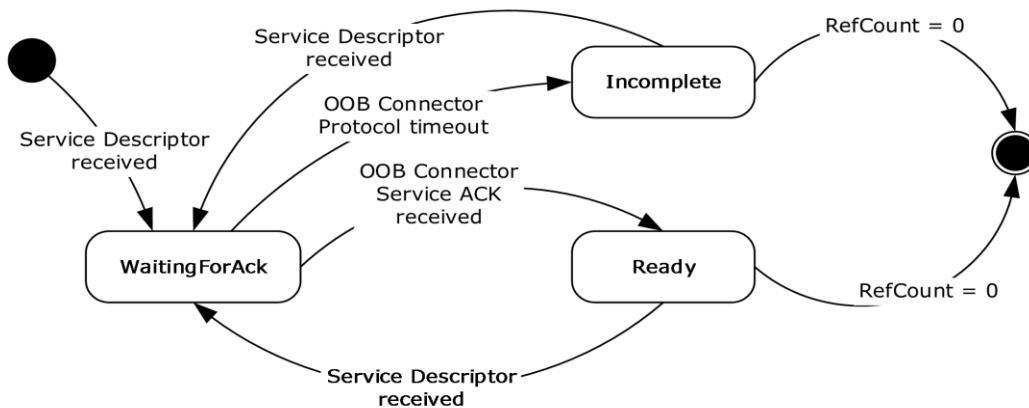 Service Descriptor
received
RefCount = 0
Incomplete
OOB Connector
Protocol timeout
Service Descriptor
received
OOB Connector
Service ACK
received
WaitingForAck
Ready
RefCount = 0
Service Descriptor
received